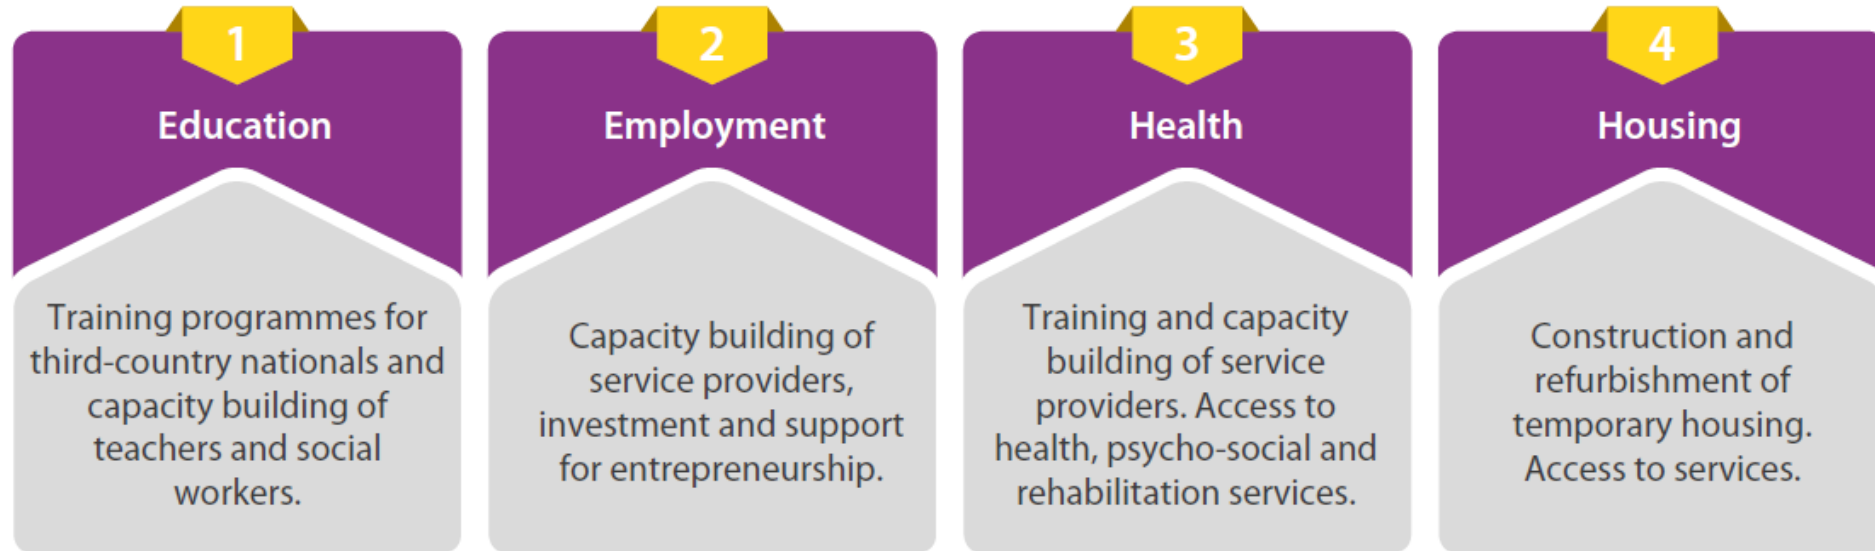 1
Education
Training programmes for
third-country nationals and
capacity building of
teachers and social
workers.
2
Employment
Capacity building of
service providers,
investment and support
for entrepreneurship.
3
Health
Training and capacity
building of service
providers. Access to
health, psycho-social and
rehabilitation services.
4
Housing
Construction and
refurbishment of
temporary housing.
Access to services.